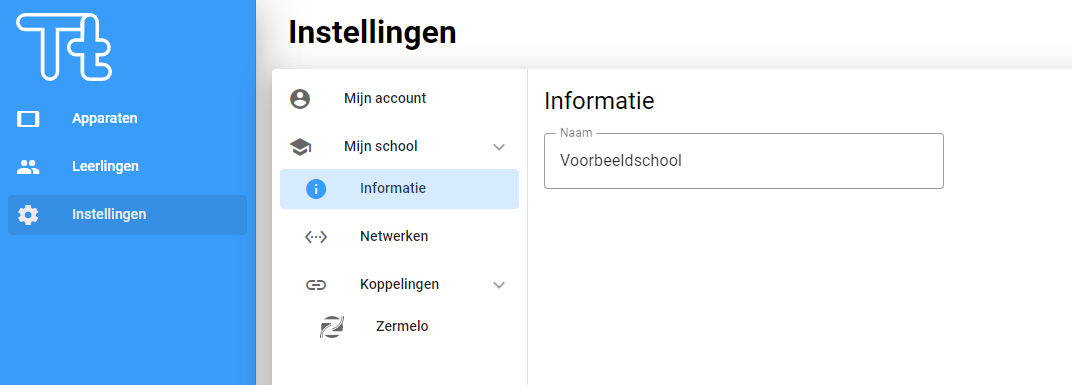 Tt
Apparaten
Leerlingen
Instellingen
Instellingen
Mijn account
Mijn school
Informatie
Netwerken
Koppelingen
Zermelo
Informatie
Naam
Voorbeeldschool